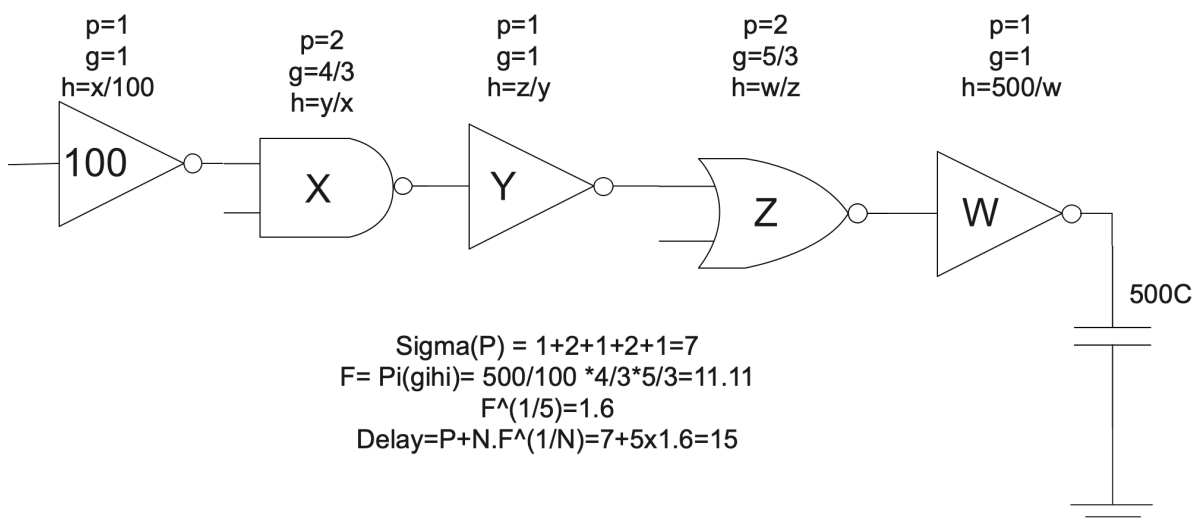 p=1
g=1
h=x/100
p=2
g=4/3
h=y/x
p=1
g=1
h=z/y
p=2
g=5/3
h=w/z
p=1
g=1
h=500/w
100
X
Y
Z
W
500C
Sigma(P) = 1+2+1+2+1=7
F= Pi(gihi)= 500/100 *4/3*5/3=11.11
F^(1/5)=1.6
Delay=P+N.F^(1/N)=7+5x1.6=15